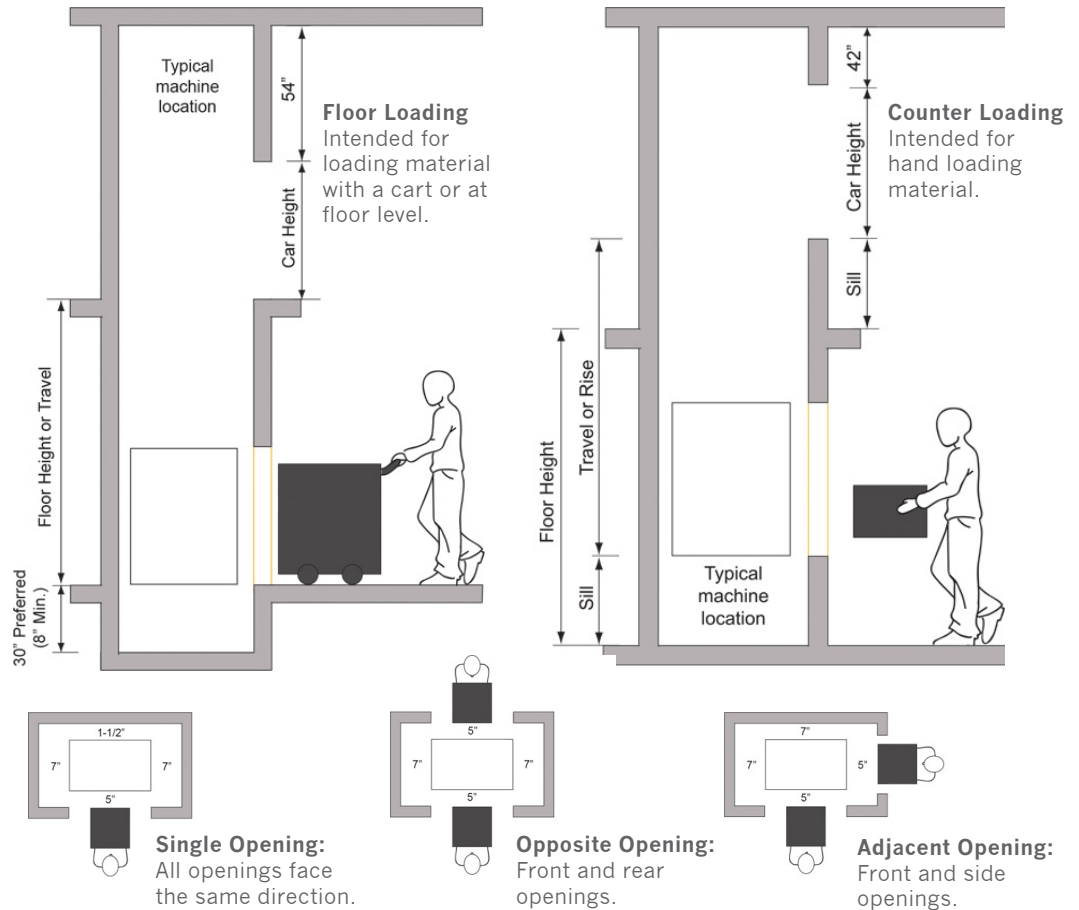 Typical
machine
location
54"
Floor Loading
Intended for
loading material
with a cart or at
floor level.
Car Height
Floor Height or Travel
30" Preferred
(8" Min.)
42"
Counter Loading
Intended for
hand loading
material.
Car Height
Sill
Travel or Rise
Floor Height
Sill
Typical
machine
location
1-1/2"
7"
7"
5"
Single Opening:
All openings face
the same direction.
5"
7"
7"
5"
Opposite Opening:
Front and rear
openings.
7"
7"
5"
5"
Adjacent Opening:
Front and side
openings.